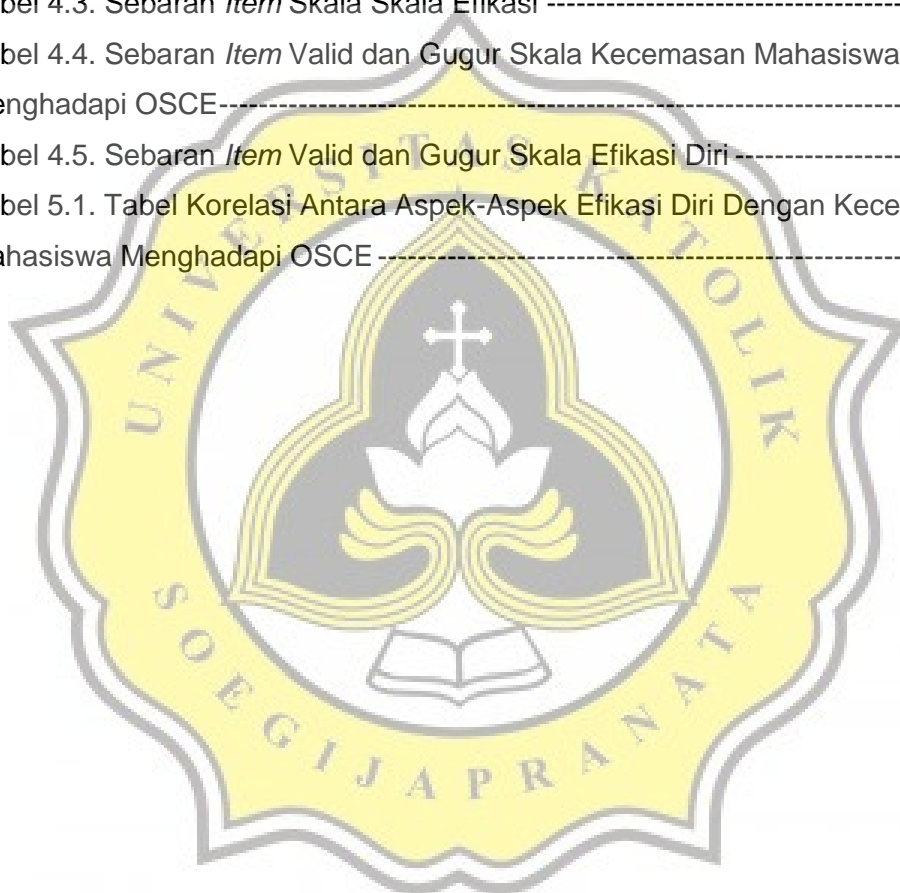 bel 4.3. Sebaran Item Skala Skala Efikasi ------------------------------------
bel 4.4. Sebaran Item Valid dan Gugur Skala Kecemasan Mahasiswa
enghadapi OSCE--------------------------------------------------------------------
bel 4.5. Sebaran Item Valid dan Gugur Skala Efikasi Diri -----------------
bel 5.1. Tabel Korelasi Antara Aspek-Aspek Efikasi Diri Dengan Kece
ahasiswa Menghadapi OSCE -----------------------------------------------------
UNIVERSITAS KATOLIK
SOEGIJAPRANATA